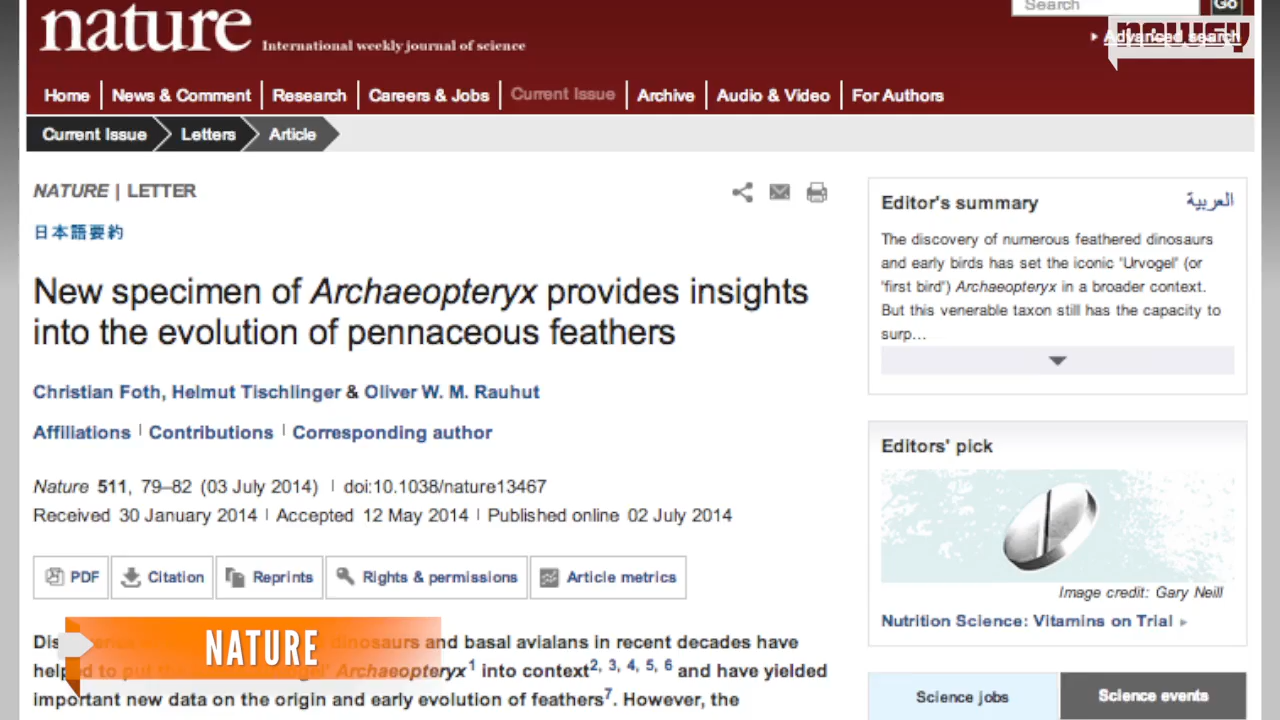 nature International weekly journal of science
Search Go
Advanced search
newsy
Home News & Comment Research Careers & Jobs Current Issue Archive Audio & Video For Authors
Current Issue Letters Article
NATURE | LETTER
日本語要約
New specimen of Archaeopteryx provides insights
into the evolution of pennaceous feathers
Christian Foth, Helmut Tischlinger & Oliver W. M. Rauhut
Affiliations Contributions Corresponding author
Nature 511, 79–82 (03 July 2014) doi:10.1038/nature13467
Received 30 January 2014 Accepted 12 May 2014 Published online 02 July 2014
PDF Citation Reprints Rights & permissions Article metrics
dinosaurs and basal avialans in recent decades have
Archaeopteryx1 into context2, 3, 4, 5, 6 and have yielded
important new data on the origin and early evolution of feathers7. However, the
NATURE
Editor's summary العربية
The discovery of numerous feathered dinosaurs
and early birds has set the iconic 'Urvogel' (or
'first bird') Archaeopteryx in a broader context.
But this venerable taxon still has the capacity to
surp...
Editors' pick
Image credit: Gary Neill
Nutrition Science: Vitamins on Trial
Science jobs Science events